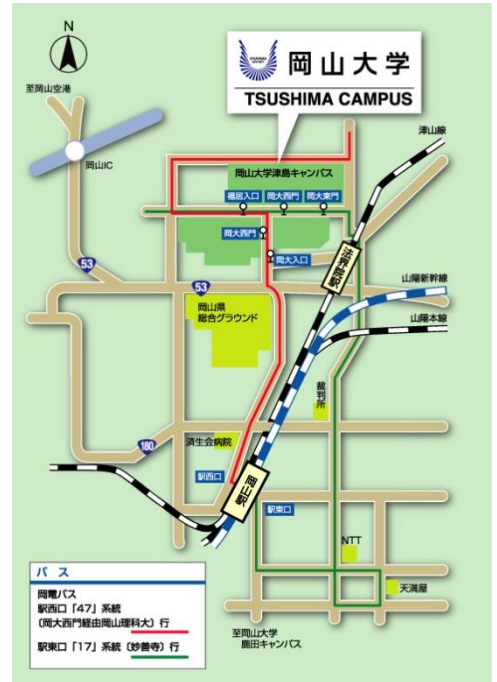 N
岡山大学
TSUSHIMA CAMPUS
至岡山空港
岡山IC
津山線
岡山大学津島キャンパス
福居入口
岡大西門
岡大東門
岡大西門
岡大入口
法界院駅
53
53
山陽新幹線
山陽本線
岡山県
総合グラウンド
裁判所
180
済生会病院
駅西口
岡山駅
駅東口
NTT
天満屋
至岡山大学
鹿田キャンパス
バス
岡電バス
駅西口「47」系統
〔岡大西門経由岡山理科大〕行
駅東口「17」系統〔妙善寺〕行